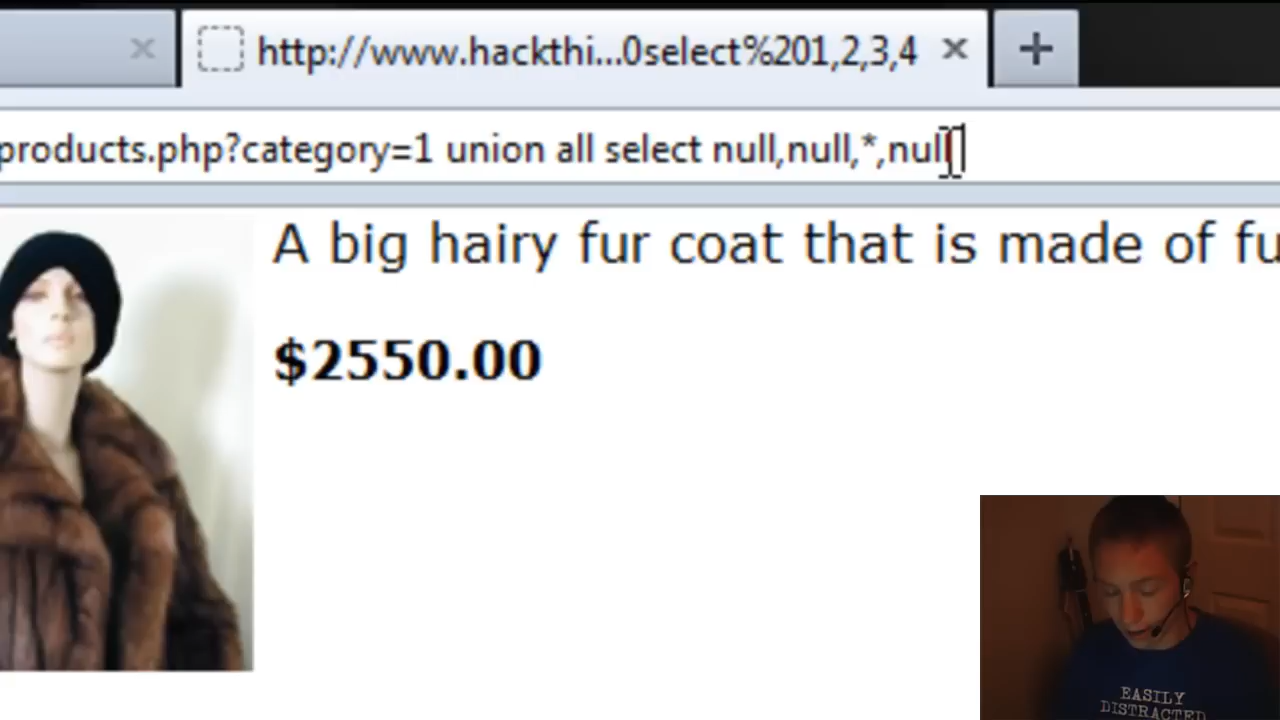 http://www.hackthi...0select%201,2,3,4
products.php?category=1 union all select null,null,*,null
A big hairy fur coat that is made of fu
$2550.00
EASILY
DISTRACTED